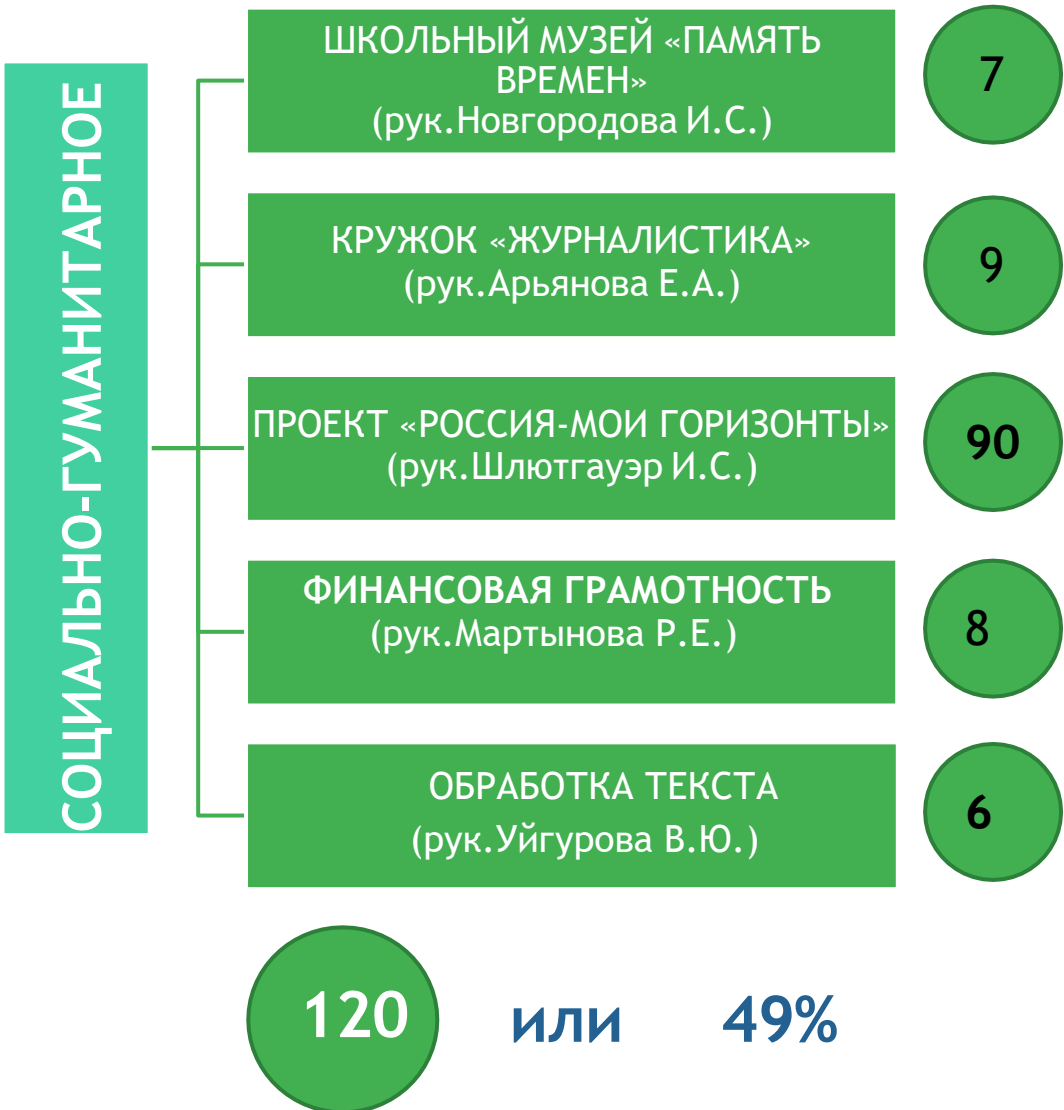 СОЦИАЛЬНО-ГУМАНИТАРНОЕ
ШКОЛЬНЫЙ МУЗЕЙ «ПАМЯТЬ
ВРЕМЕН»
(рук.Новгородова И.С.)
7
КРУЖОК «ЖУРНАЛИСТИКА»
(рук.Арьянова Е.А.)
9
ПРОЕКТ «РОССИЯ-МОИ ГОРИЗОНТЫ»
(рук.Шлютгауэр И.С.)
90
ФИНАНСОВАЯ ГРАМОТНОСТЬ
(рук.Мартынова Р.Е.)
8
ОБРАБОТКА ТЕКСТА
(рук.Уйгурова В.Ю.)
6
120 или 49%